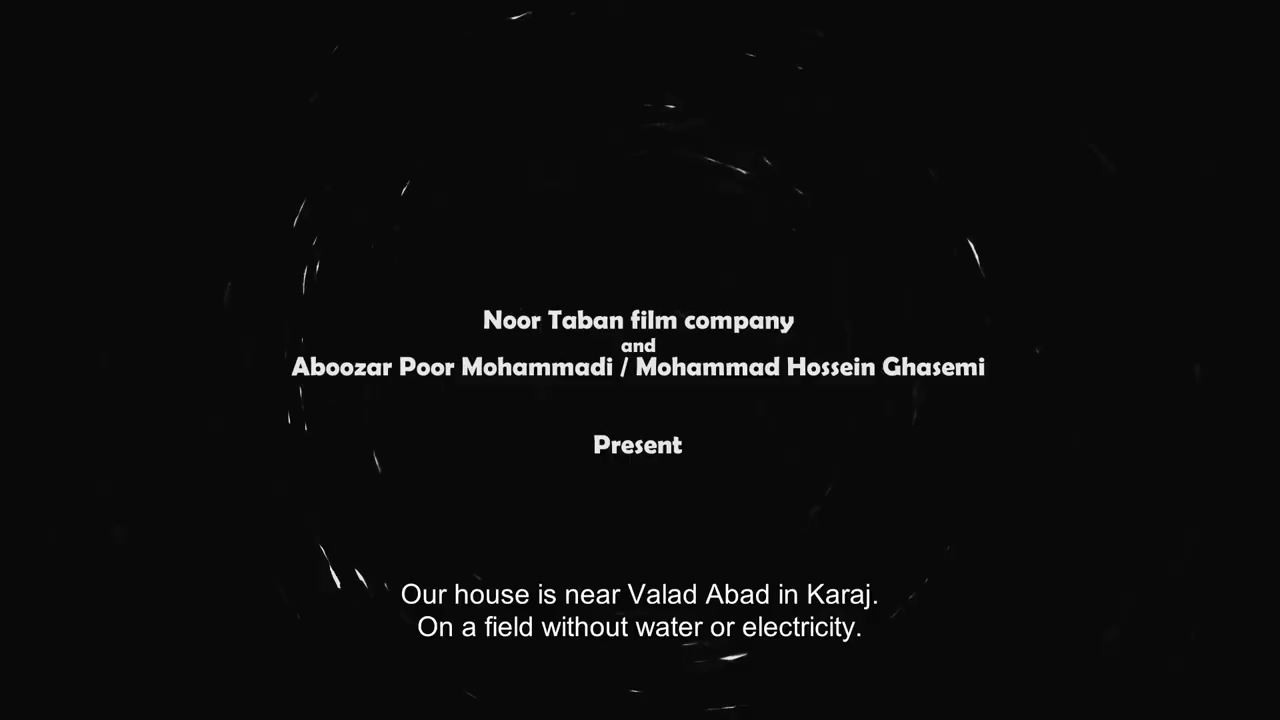 Noor Taban film company
and
Aboozar Poor Mohammadi / Mohammad Hossein Ghasemi
Present
Our house is near Valad Abad in Karaj.
On a field without water or electricity.